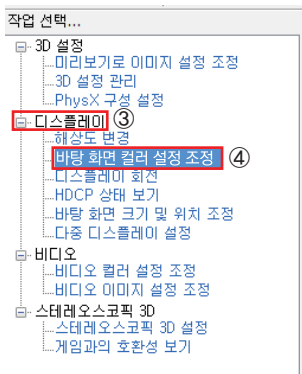 작업 선택...
3D 설정
미리보기로 이미지 설정 조정
3D 설정 관리
PhysX 구성 설정
디스플레이 ③
해상도 변경
바탕 화면 컬러 설정 조정 ④
디스플레이 회전
HDCP 상태 보기
바탕 화면 크기 및 위치 조정
다중 디스플레이 설정
비디오
비디오 컬러 설정 조정
비디오 이미지 설정 조정
스테레오스코픽 3D
스테레오스코픽 3D 설정
게임과의 호환성 보기